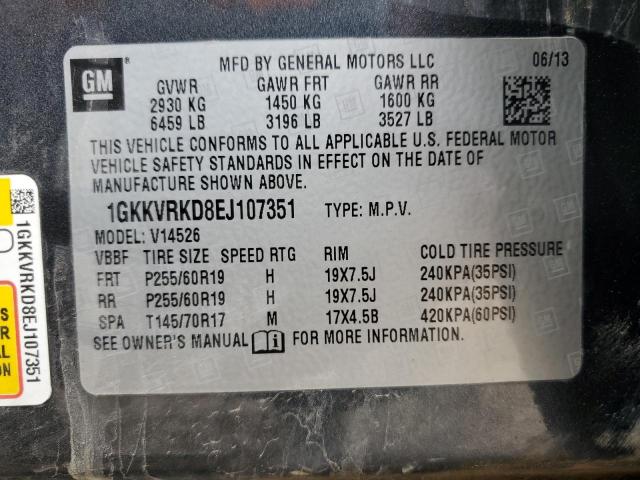 GM
®
MFD BY GENERAL MOTORS LLC 06/13
GVWR GAWR FRT GAWR RR
2930 KG 1450 KG 1600 KG
6459 LB 3196 LB 3527 LB
THIS VEHICLE CONFORMS TO ALL APPLICABLE U.S. FEDERAL MOTOR
VEHICLE SAFETY STANDARDS IN EFFECT ON THE DATE OF
MANUFACTURE SHOWN ABOVE.
1GKKVRKD8EJ107351 TYPE: M.P.V.
MODEL: V14526
VBBF TIRE SIZE SPEED RTG RIM COLD TIRE PRESSURE
FRT P255/60R19 H 19X7.5J 240KPA(35PSI)
RR P255/60R19 H 19X7.5J 240KPA(35PSI)
SPA T145/70R17 M 17X4.5B 420KPA(60PSI)
SEE OWNER'S MANUAL i FOR MORE INFORMATION.
1GKKVRKD8EJ107351
S
R
AL
ON